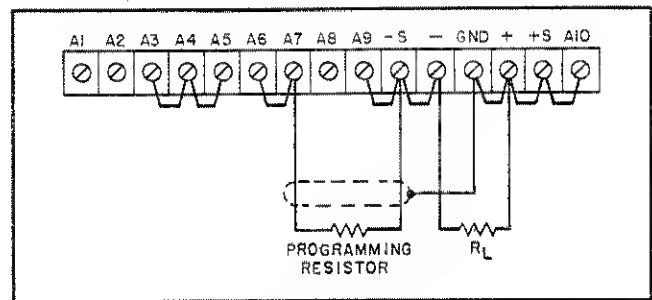 A1 A2 A3 A4 A5 A6 A7 A8 A9 -S - GND + +S A10
PROGRAMMING
RESISTOR
RL